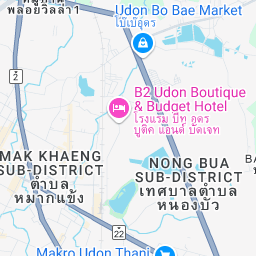 พลอยวิลล่า1
Udon Bo Bae Market
โบ๊เบ๊อุดร
2
B2 Udon Boutique
& Budget Hotel
โรงแรม บีทู อุดร
บูติค แอนด์ บัดเจท
MAK KHAENG
SUB-DISTRICT
ตำบล
หมากแข้ง
NONG BUA
SUB-DISTRICT
เทศบาลตำบล
หนองบัว
BA
22
2
Makro Udon Thani